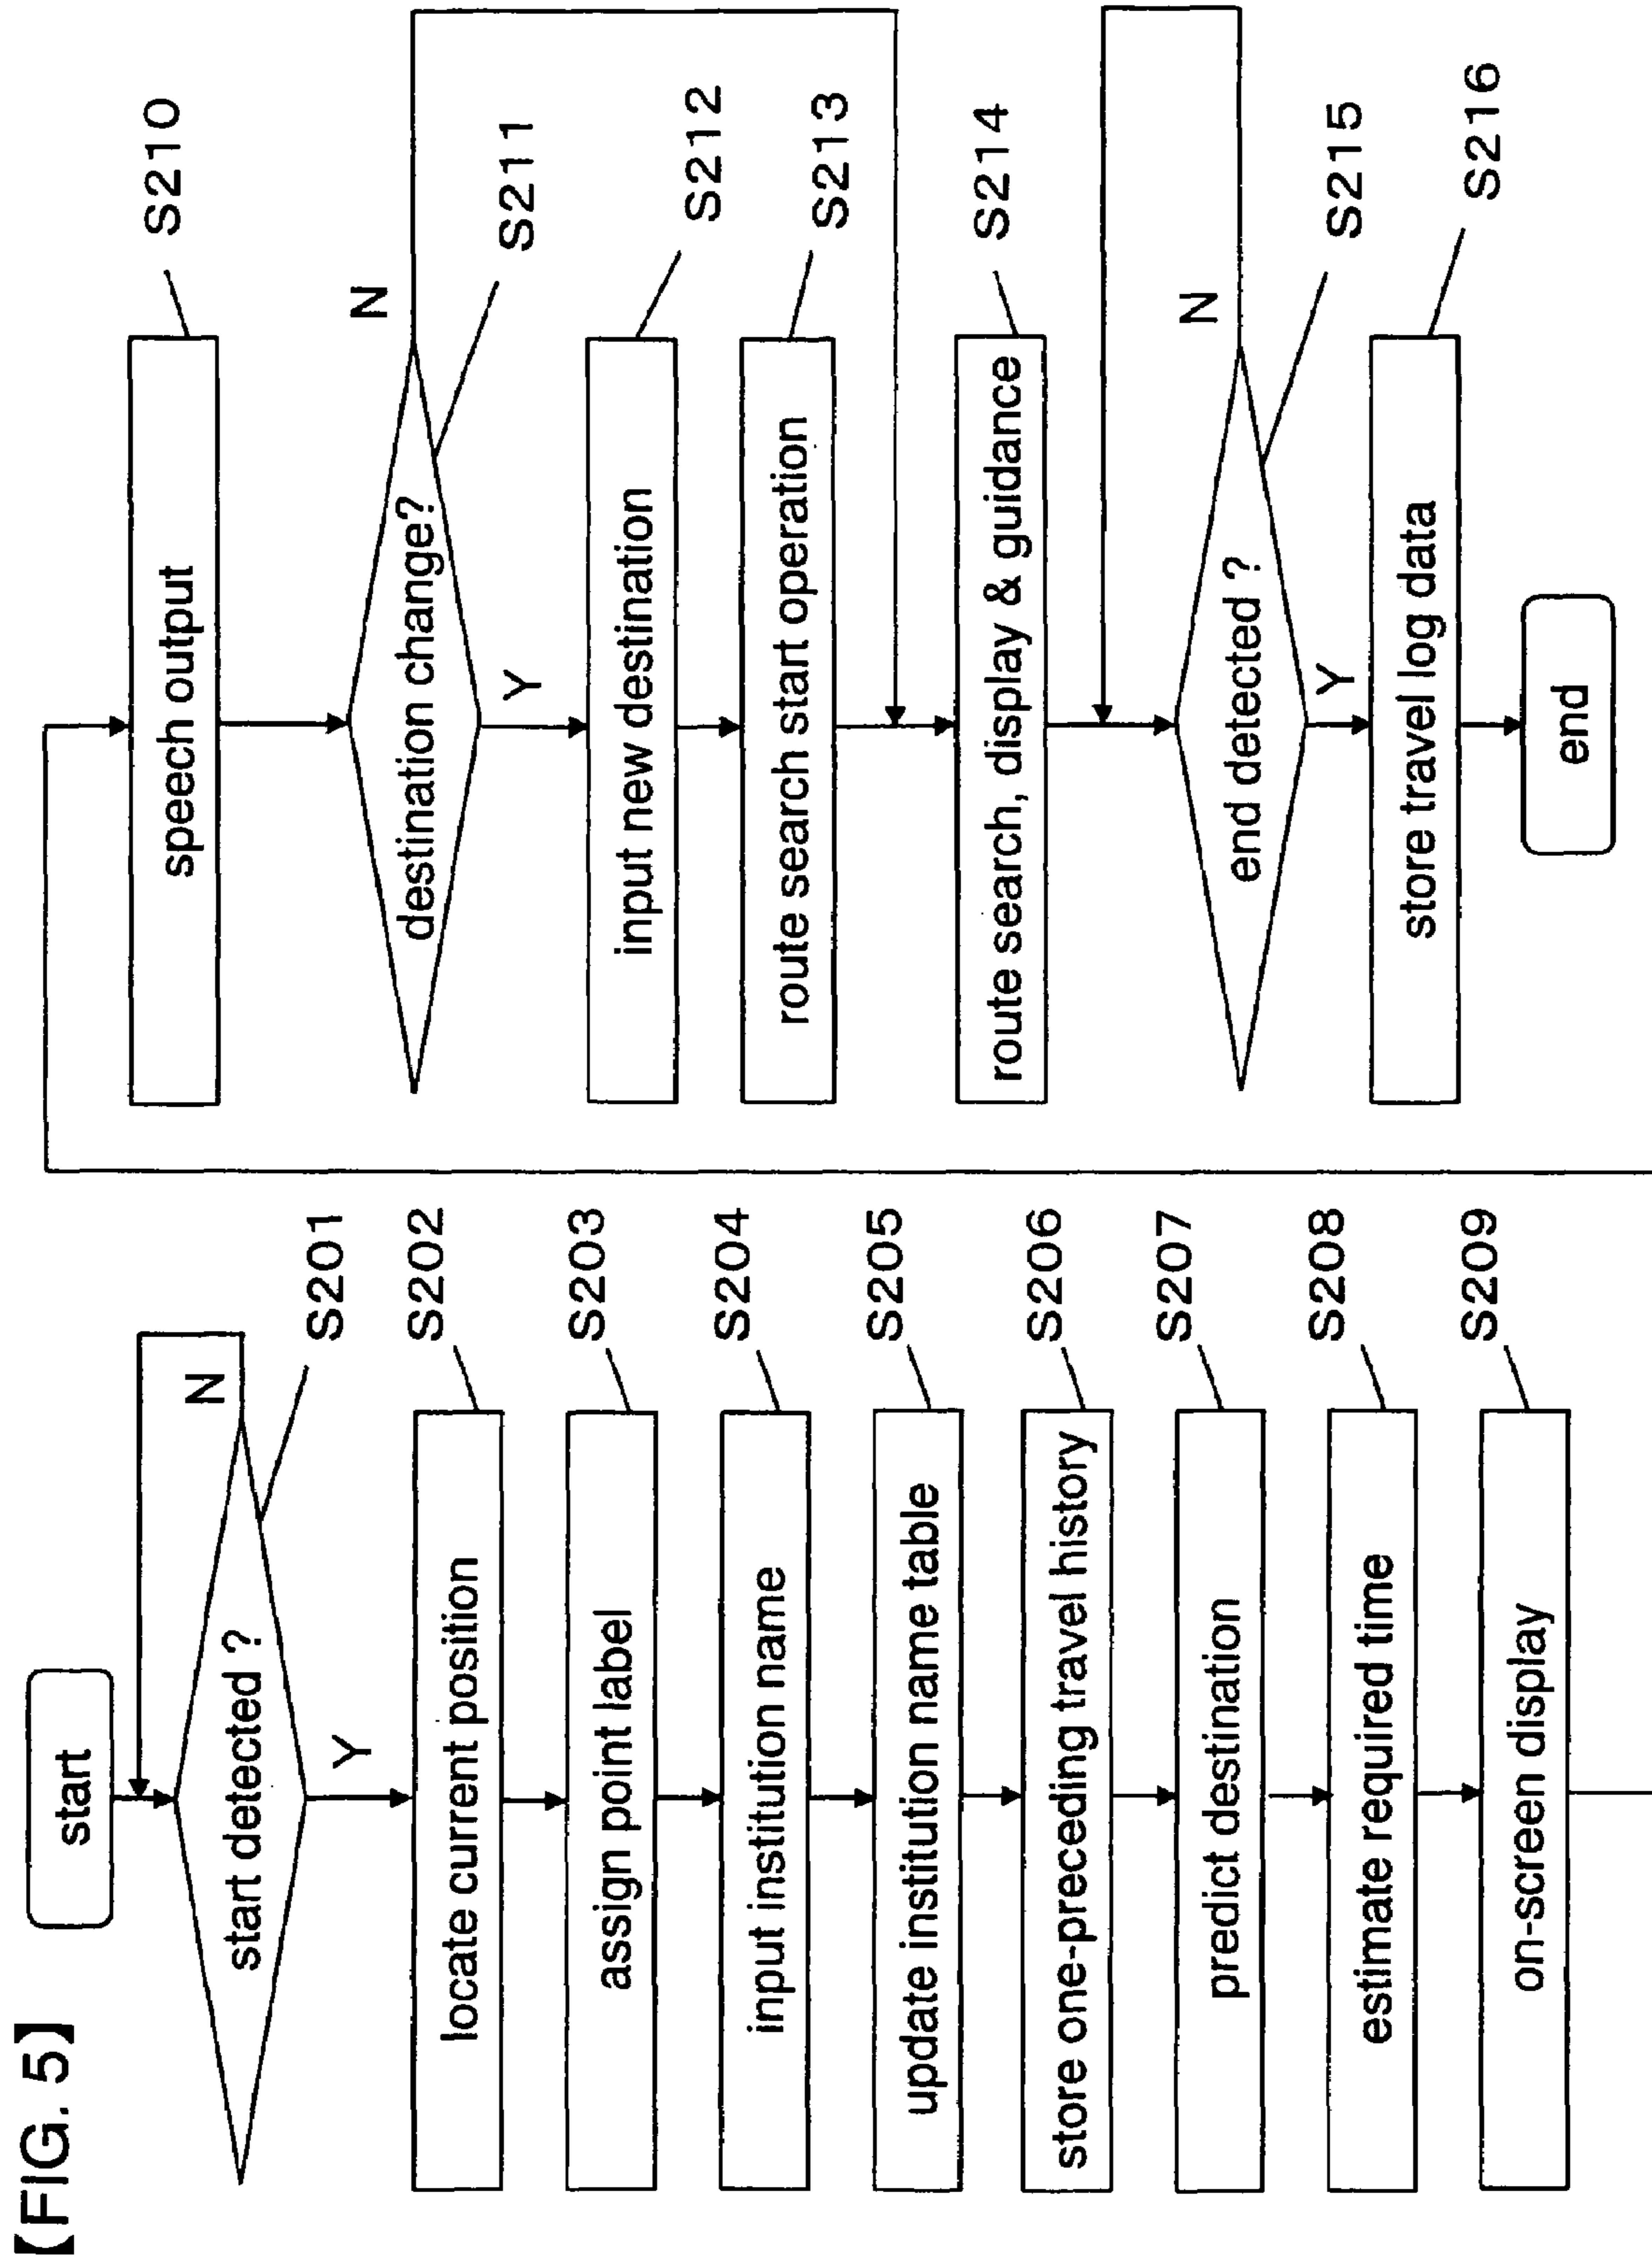 【FIG. 5】
start
start detected ?
N
S201
Y
locate current position
S202
assign point label
S203
input institution name
S204
update institution name table
S205
store one-preceding travel history
S206
predict destination
S207
estimate required time
S208
on-screen display
S209
speech output
S210
destination change?
N
S211
Y
input new destination
S212
route search start operation
S213
route search, display & guidance
S214
end detected ?
N
S215
Y
store travel log data
S216
end